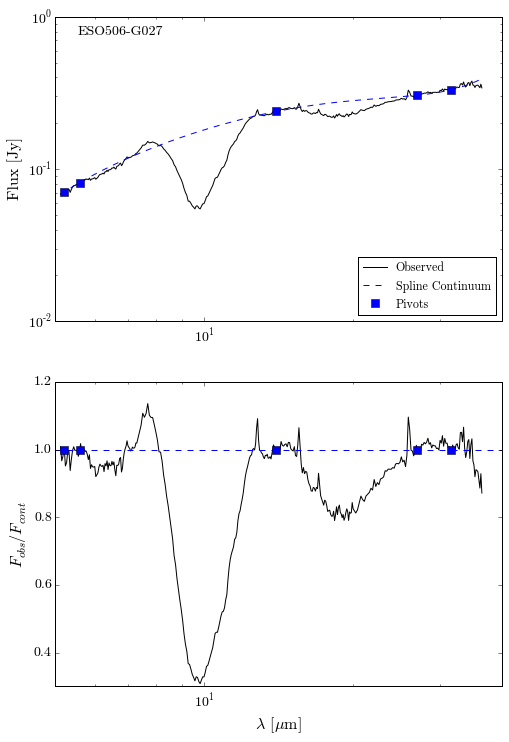 10^0
ESO506-G027
Flux [Jy]
10^-1
Observed
Spline Continuum
Pivots
10^-2
10^1
1.2
1.0
0.8
0.6
0.4
F_obs/F_cont
10^1
λ [μm]